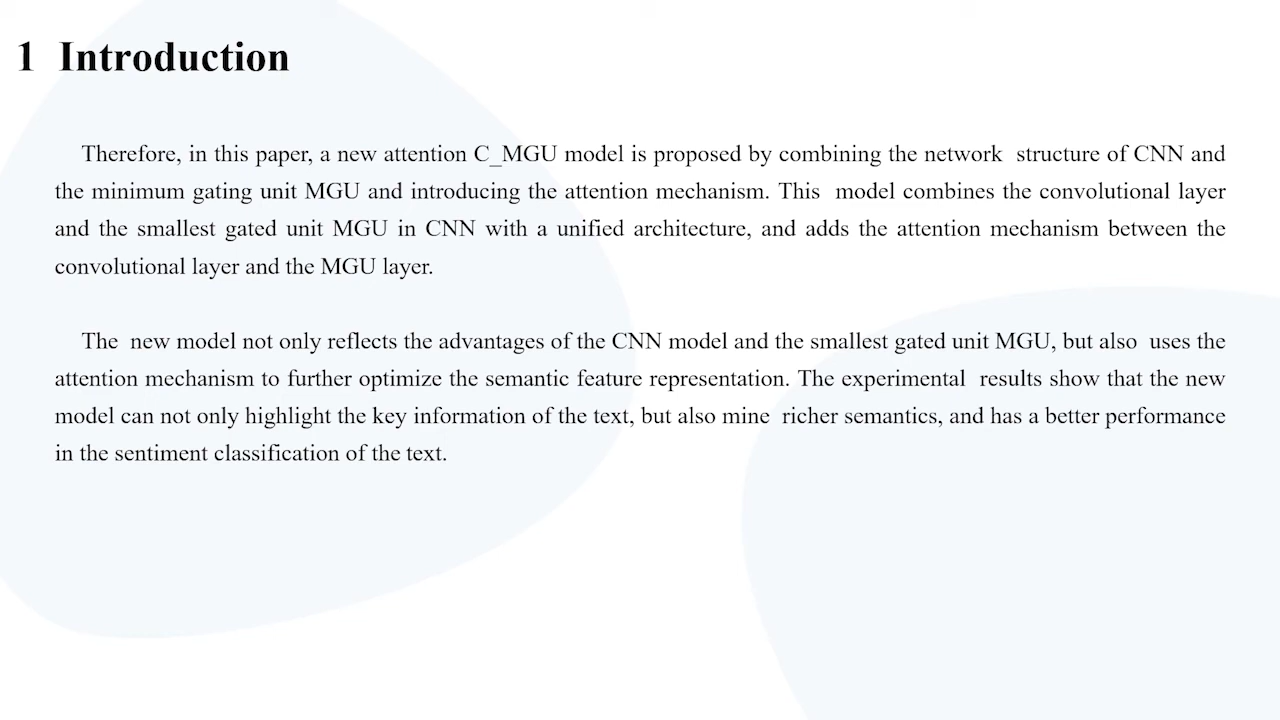 1 Introduction
Therefore, in this paper, a new attention C_MGU model is proposed by combining the network structure of CNN and
the minimum gating unit MGU and introducing the attention mechanism. This model combines the convolutional layer
and the smallest gated unit MGU in CNN with a unified architecture, and adds the attention mechanism between the
convolutional layer and the MGU layer.
The new model not only reflects the advantages of the CNN model and the smallest gated unit MGU, but also uses the
attention mechanism to further optimize the semantic feature representation. The experimental results show that the new
model can not only highlight the key information of the text, but also mine richer semantics, and has a better performance
in the sentiment classification of the text.